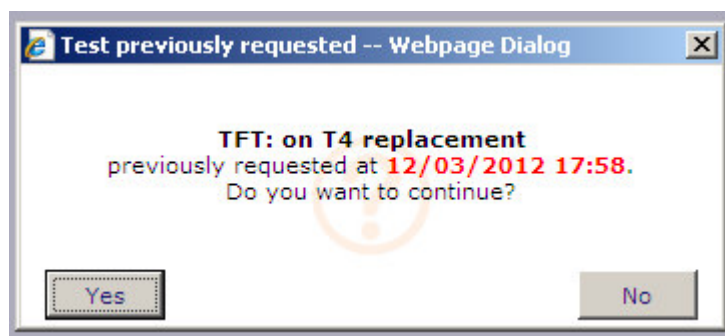 Test previously requested -- Webpage Dialog
TFT: on T4 replacement
previously requested at 12/03/2012 17:58.
Do you want to continue?
Yes
No